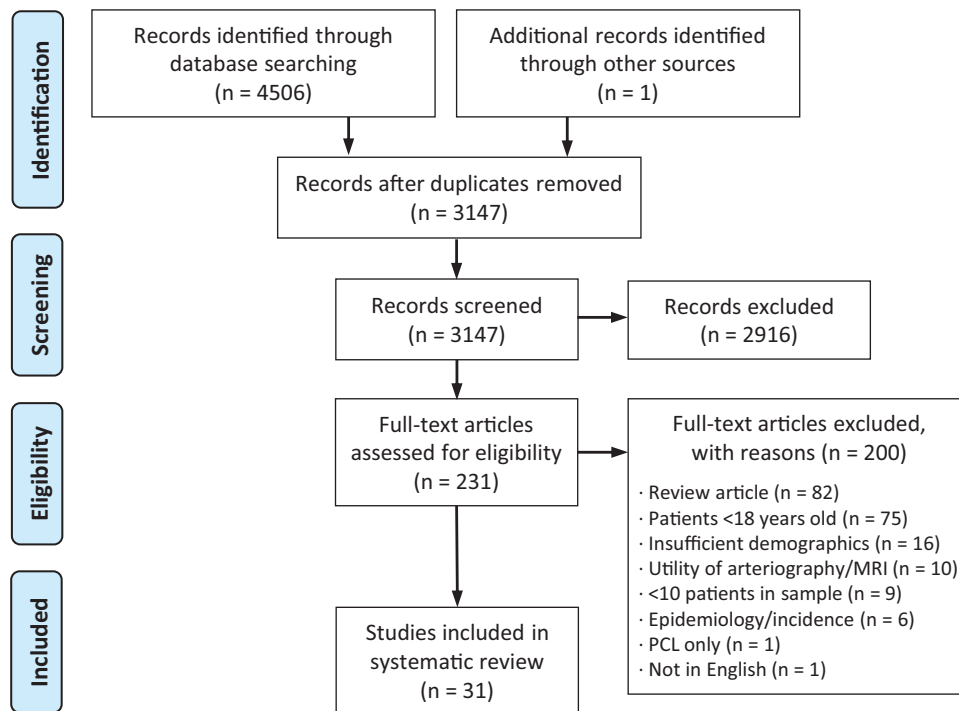 Identification
Records identified through
database searching
(n = 4506)
Additional records identified
through other sources
(n = 1)
Records after duplicates removed
(n = 3147)
Screening
Records screened
(n = 3147)
Records excluded
(n = 2916)
Eligibility
Full-text articles
assessed for eligibility
(n = 231)
Full-text articles excluded,
with reasons (n = 200)
· Review article (n = 82)
· Patients <18 years old (n = 75)
· Insufficient demographics (n = 16)
· Utility of arteriography/MRI (n = 10)
· <10 patients in sample (n = 9)
· Epidemiology/incidence (n = 6)
· PCL only (n = 1)
· Not in English (n = 1)
Included
Studies included in
systematic review
(n = 31)